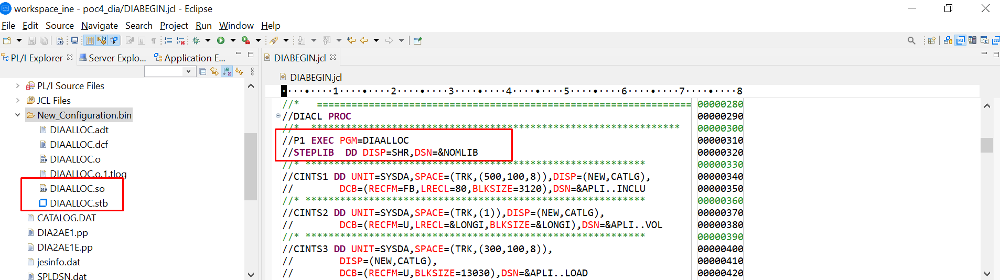 workspace_ine - poc4_dia/DIABEGIN.jcl - Eclipse
File Edit Source Navigate Search Project Run Window Help
PL/I Explorer Server Explo... Application E...
PL/I Source Files
JCL Files
New_Configuration.bin
DIAALLOC.adt
DIAALLOC.dcf
DIAALLOC.o
DIAALLOC.o.1.tlog
DIAALLOC.so
DIAALLOC.stb
CATALOG.DAT
DIA2AE1.pp
DIA2AE1E.pp
jesinfo.dat
SPLDSN.dat
DIABEGIN.jcl
DIABEGIN.jcl
----•----1----•----2----•----3----•----4----•----5----•----6----•----7----•----8
//* ================================================================= 00000280
//DIACL PROC 00000290
//* **************************************************************** 00000300
//P1 EXEC PGM=DIAALLOC 00000310
//STEPLIB DD DISP=SHR,DSN=&NOMLIB 00000320
//* *********************************************************** 00000330
//CINTS1 DD UNIT=SYSDA,SPACE=(TRK,(500,100,8)),DISP=(NEW,CATLG), 00000340
// DCB=(RECFM=FB,LRECL=80,BLKSIZE=3120),DSN=&APLI..INCLU 00000350
//* *********************************************************** 00000360
//CINTS2 DD UNIT=SYSDA,SPACE=(TRK,(1)),DISP=(NEW,CATLG), 00000370
// DCB=(RECFM=U,LRECL=&LONGI,BLKSIZE=&LONGI),DSN=&APLI..VOL 00000380
//* *********************************************************** 00000390
//CINTS3 DD UNIT=SYSDA,SPACE=(TRK,(300,100,8)), 00000400
// DISP=(NEW,CATLG), 00000410
// DCB=(RECFM=U,BLKSIZE=13030),DSN=&APLI..LOAD 00000420